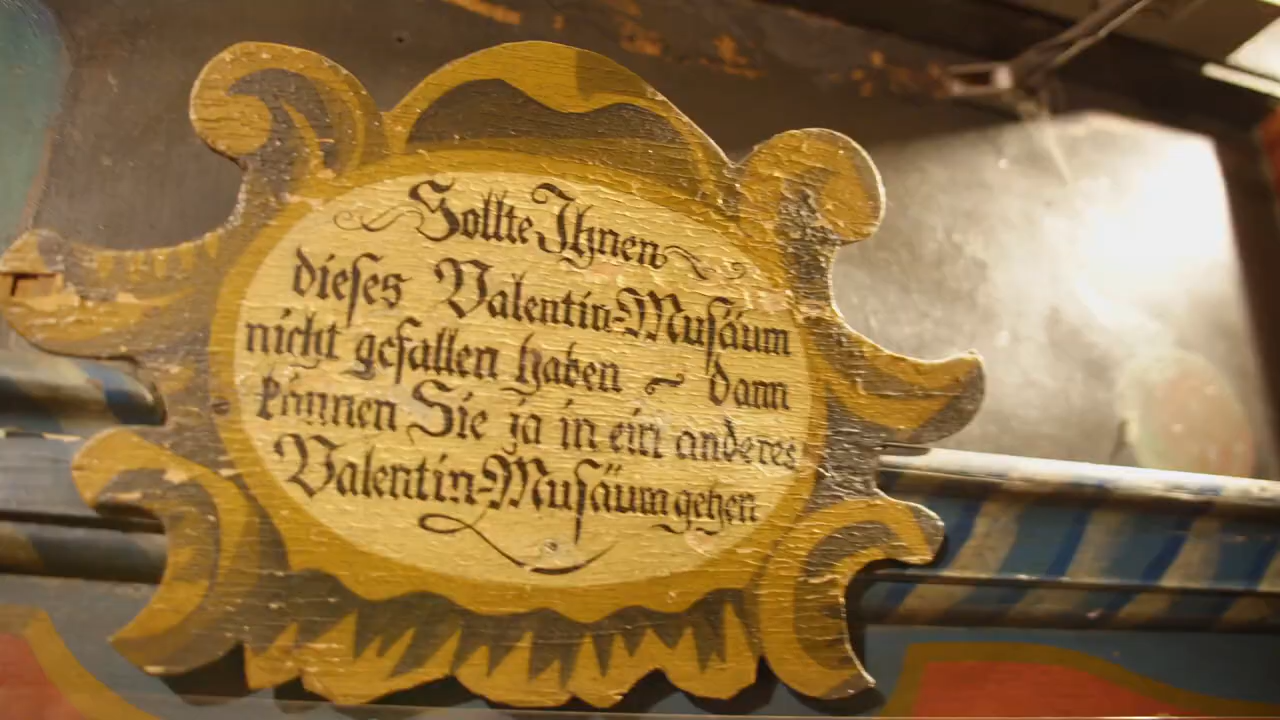 Sollte Ihnen
dieses Valentin-Musäum
nicht gefallen haben ~ dann
können Sie ja in ein anderes
Valentin-Musäum gehen